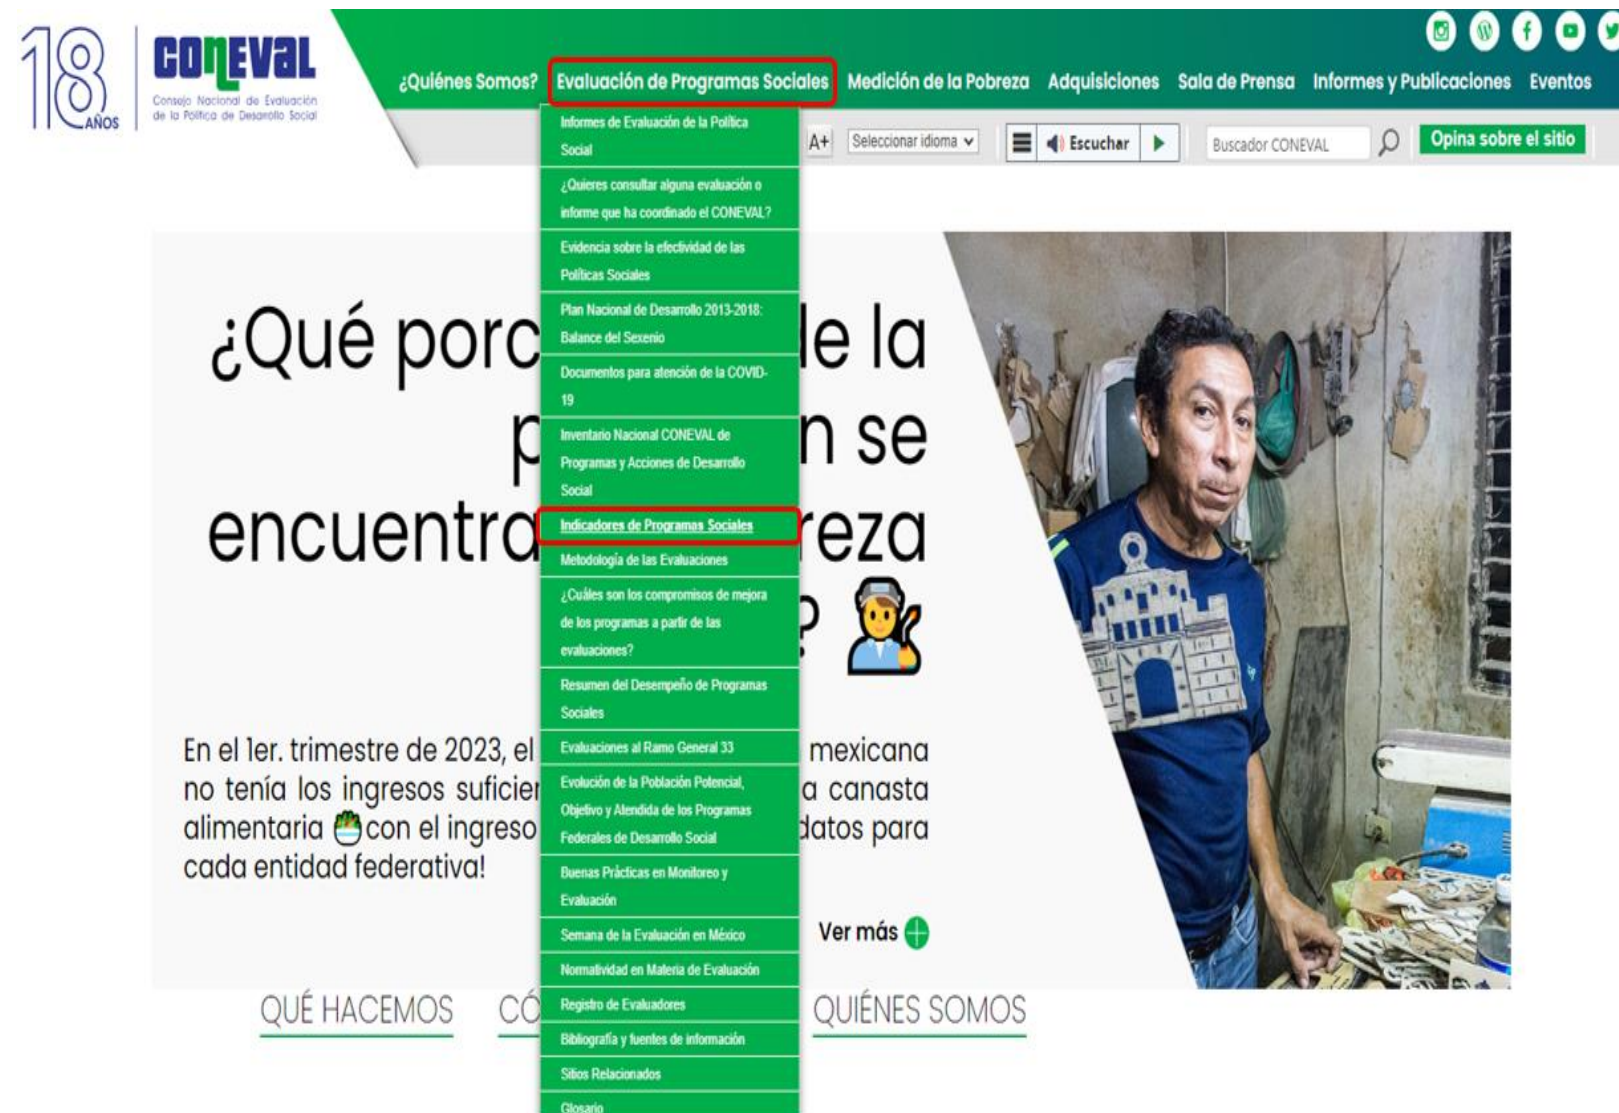 18
AÑOS
CONEVAL
Consejo Nacional de Evaluación
de la Política de Desarrollo Social
¿Quiénes Somos? Evaluación de Programas Sociales Medición de la Pobreza Adquisiciones Sala de Prensa Informes y Publicaciones Eventos
A+ Seleccionar idioma Escuchar Buscador CONEVAL Opina sobre el sitio
Informes de Evaluación de la Política
Social
¿Quieres consultar alguna evaluación o
informe que ha coordinado el CONEVAL?
Evidencia sobre la efectividad de las
Políticas Sociales
Plan Nacional de Desarrollo 2013-2018:
Balance del Sexenio
Documentos para atención de la COVID-
19
Inventario Nacional CONEVAL de
Programas y Acciones de Desarrollo
Social
Indicadores de Programas Sociales
Metodología de las Evaluaciones
¿Cuáles son los compromisos de mejora
de los programas a partir de las
evaluaciones?
Resumen del Desempeño de Programas
Sociales
Evaluaciones al Ramo General 33
Evolución de la Población Potencial,
Objetivo y Atendida de los Programas
Federales de Desarrollo Social
Buenas Prácticas en Monitoreo y
Evaluación
Semana de la Evaluación en México
Normatividad en Materia de Evaluación
Registro de Evaluadores
Bibliografía y fuentes de información
Sitios Relacionados
Glosario
¿Qué porc de la
p n se
encuentra reza
?
En el 1er. trimestre de 2023, el mexicana
no tenía los ingresos suficien a canasta
alimentaria con el ingreso datos para
cada entidad federativa!
Ver más
QUÉ HACEMOS CÓ QUIÉNES SOMOS